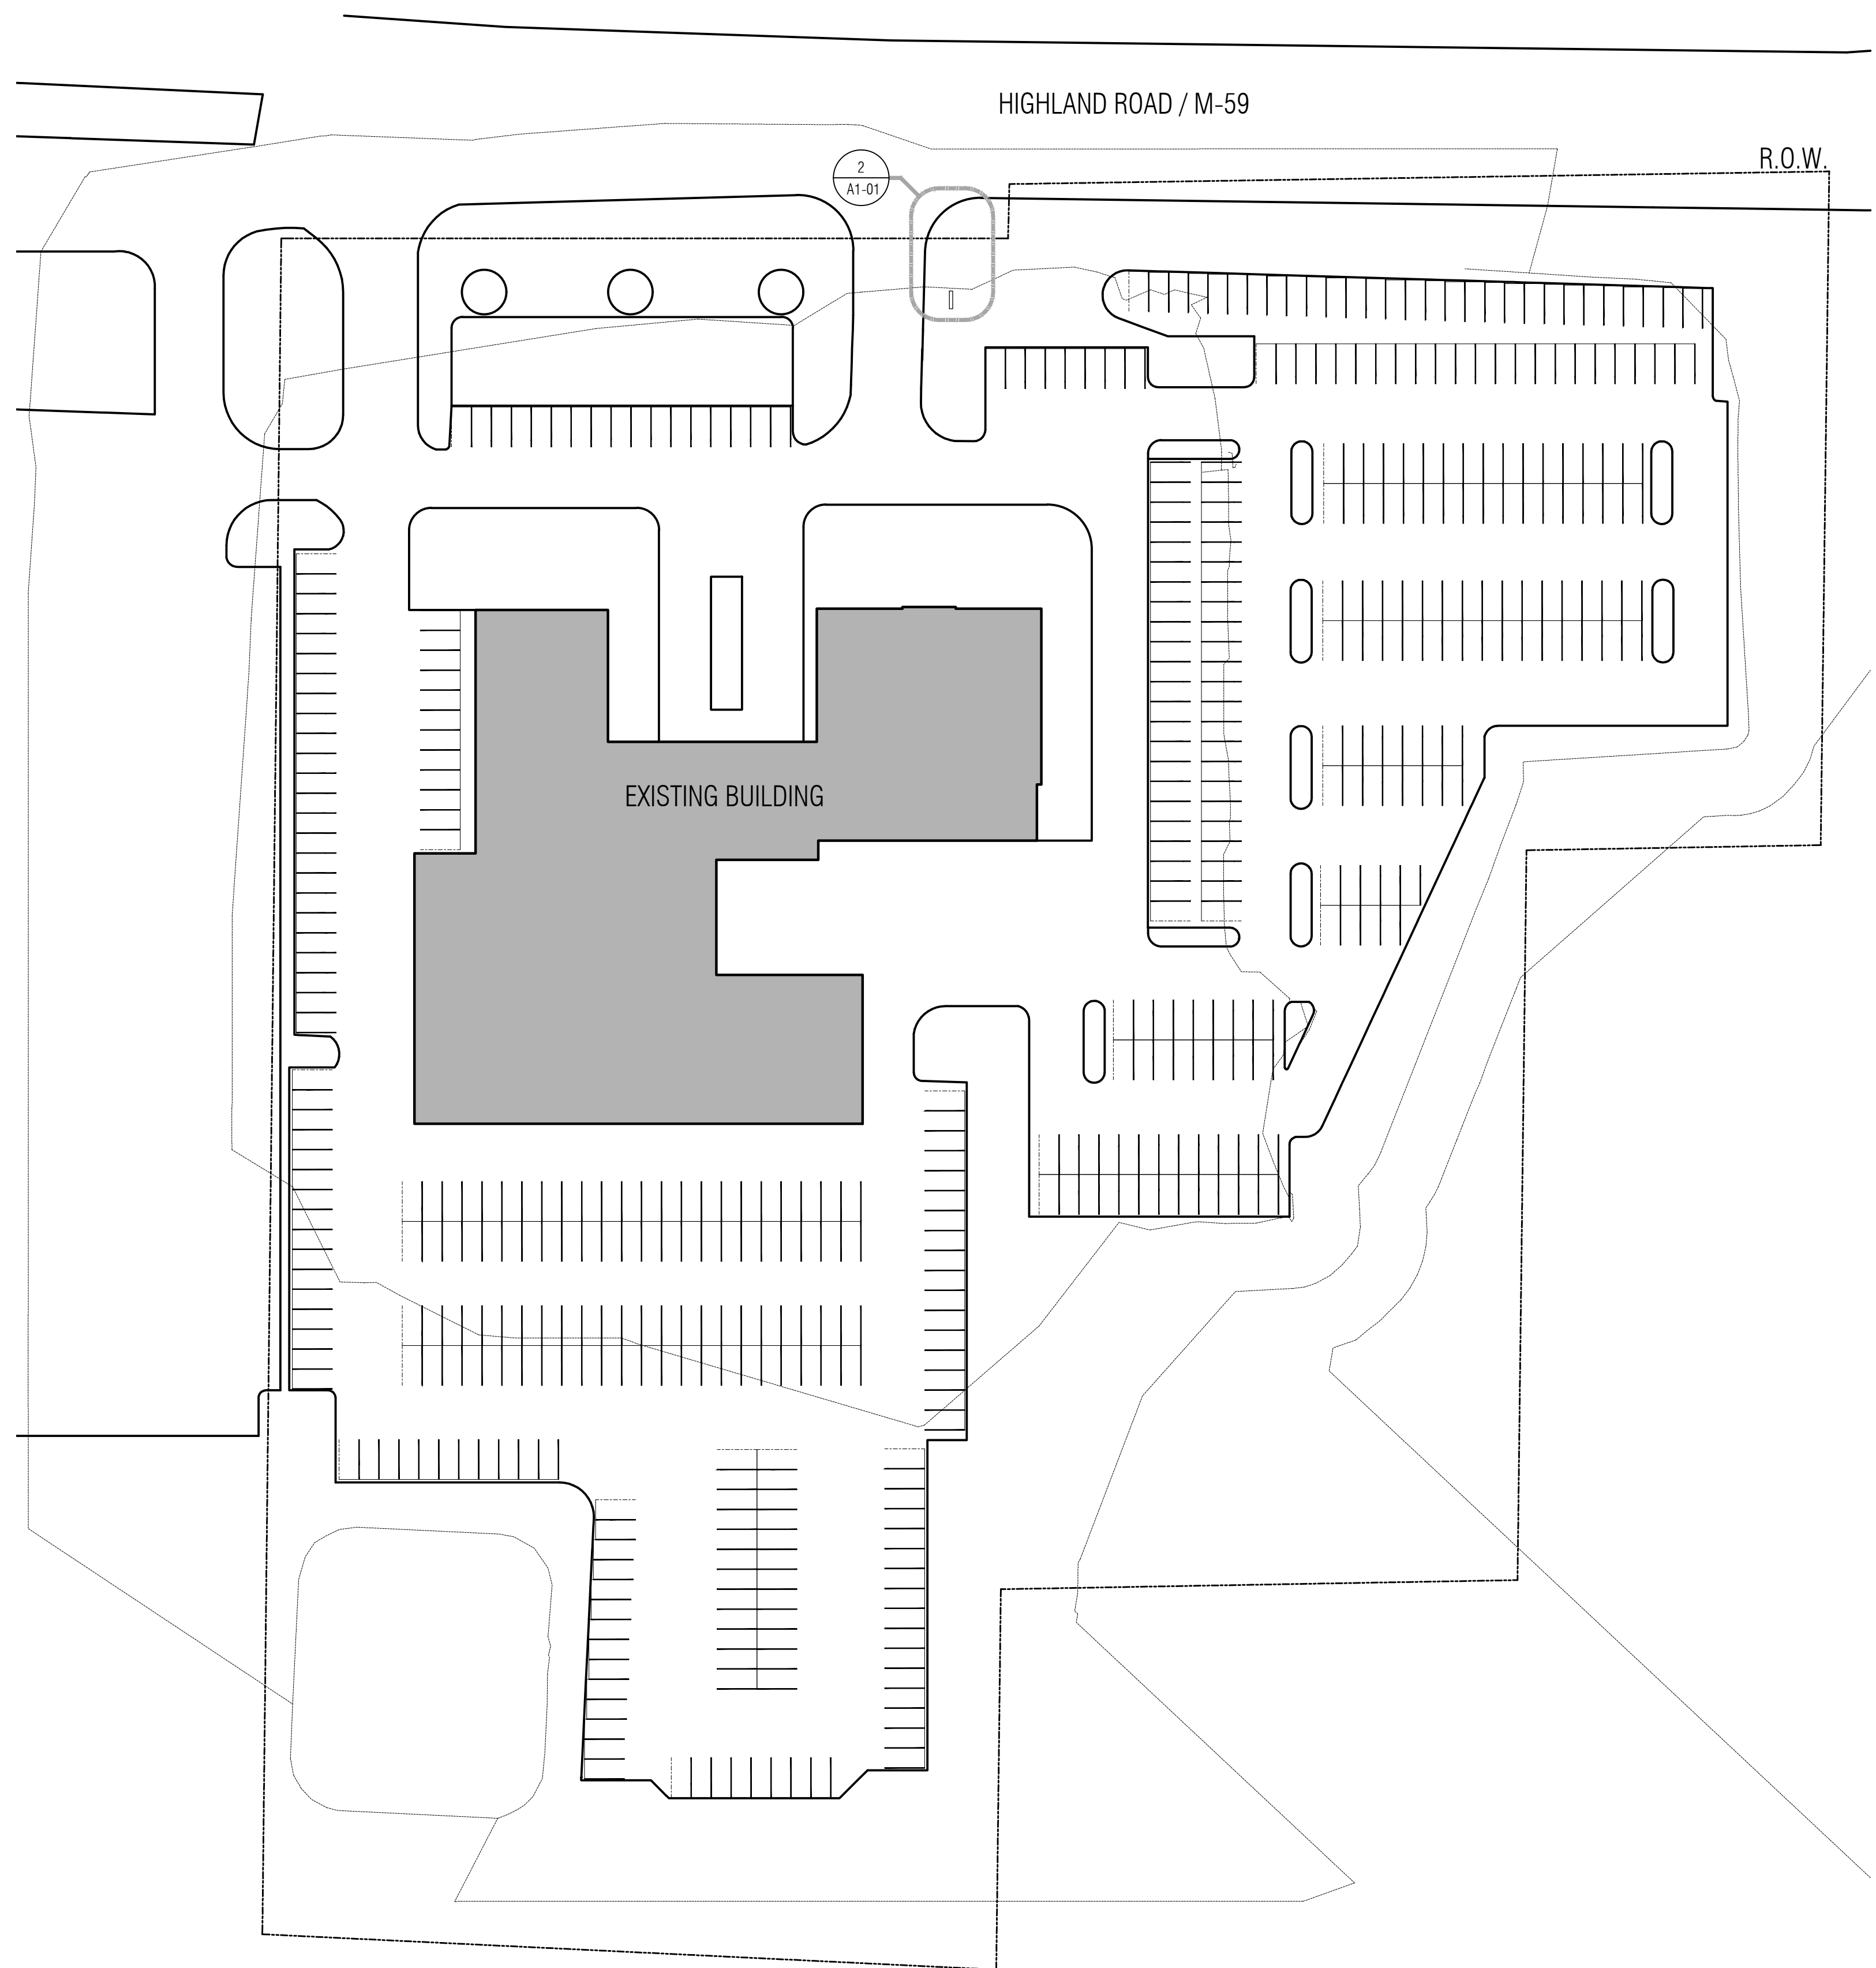 HIGHLAND ROAD / M-59
R.O.W.
2
A1-01
EXISTING BUILDING